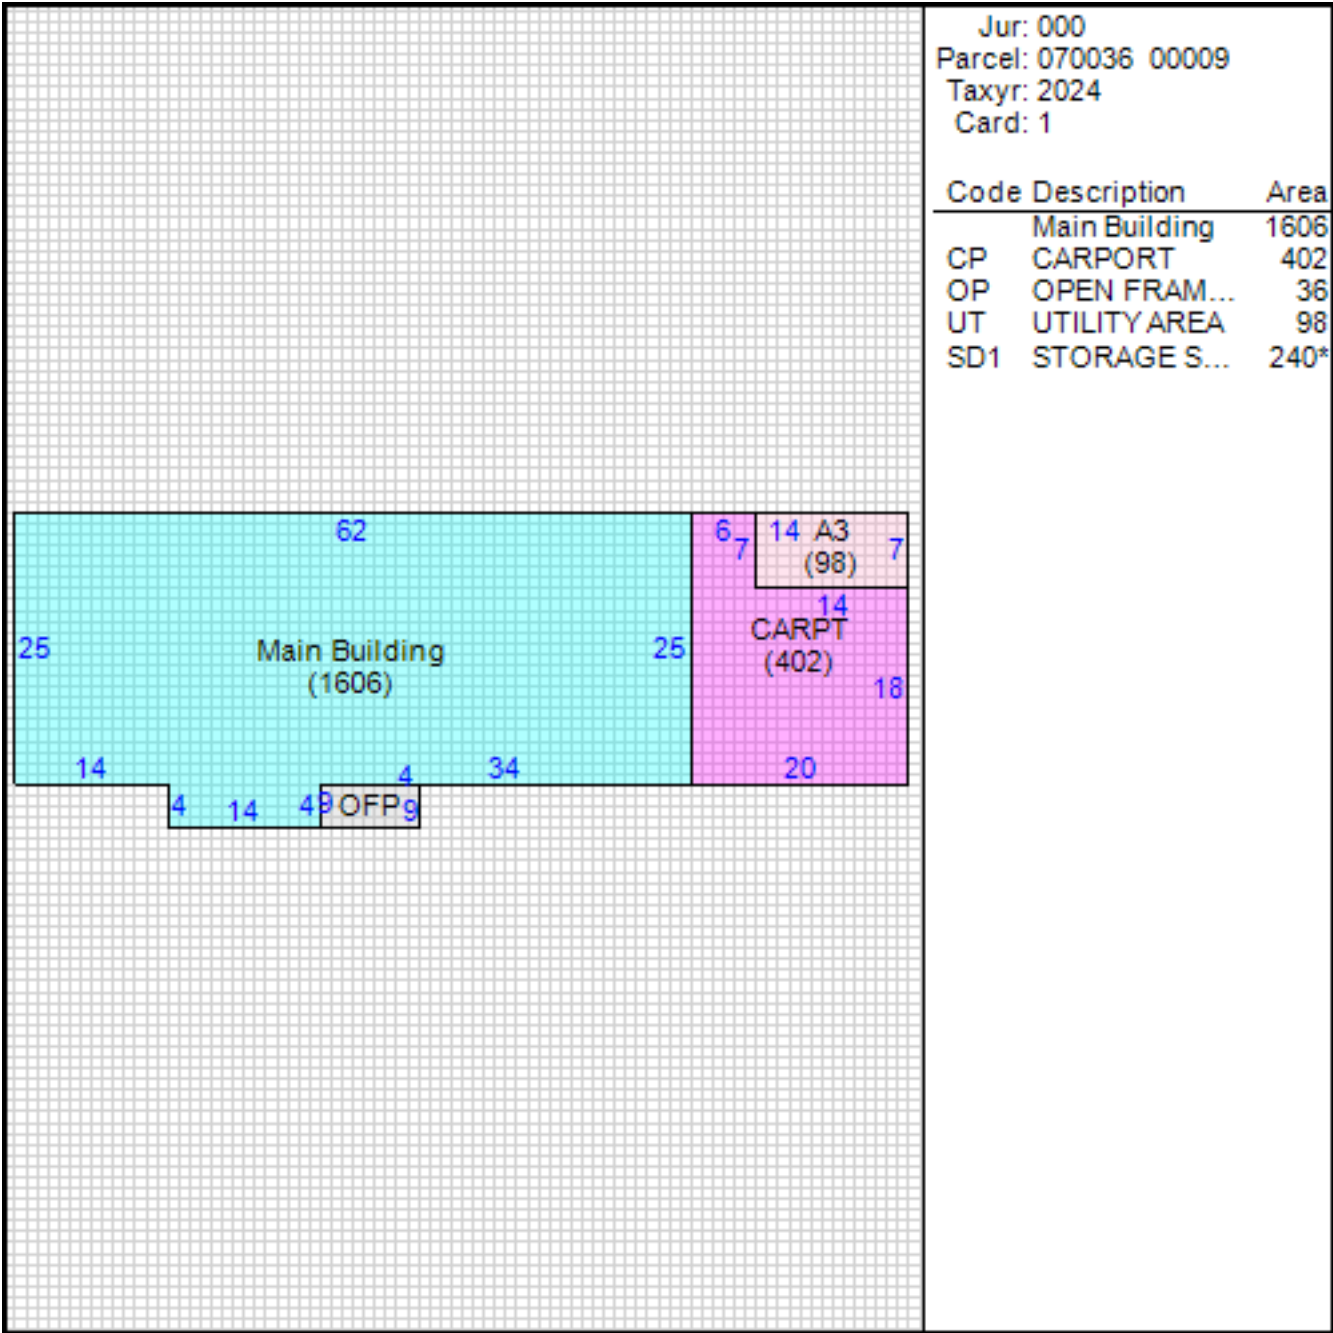 Jur: 000
Parcel: 070036 00009
Taxyr: 2024
Card: 1
Code Description Area
Main Building 1606
CP CARPORT 402
OP OPEN FRAM... 36
UT UTILITY AREA 98
SD1 STORAGE S... 240*
62
6
7
14 A3
7
(98)
14
25
Main Building
(1606)
25
CARPT
(402)
18
14
4
34
20
4
14
4
9
OFP
9